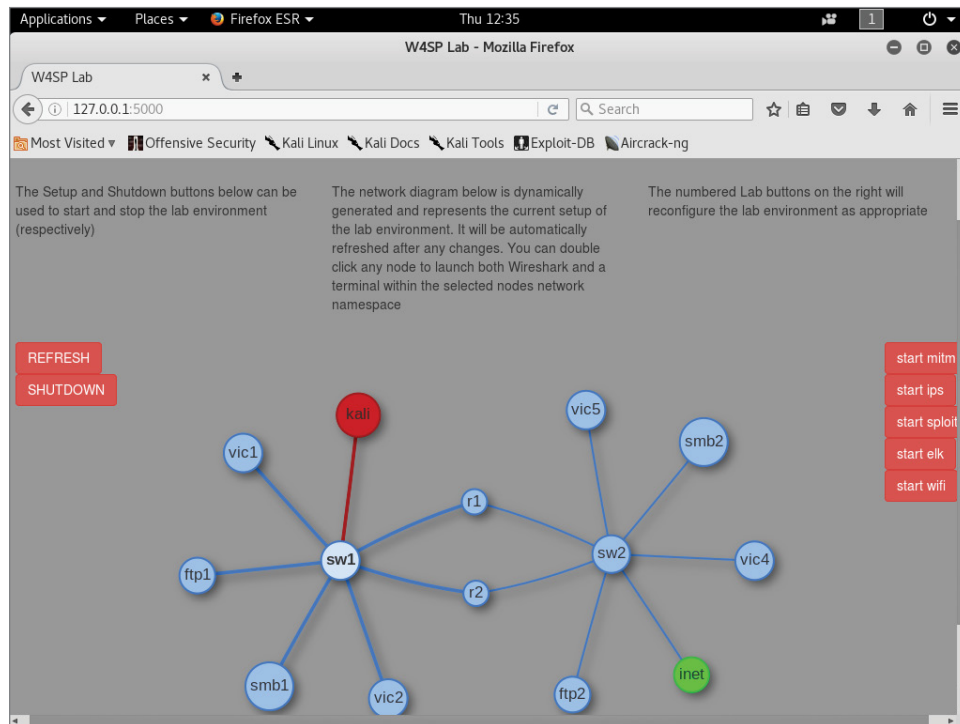 Applications Places Firefox ESR Thu 12:35 1
W4SP Lab - Mozilla Firefox
W4SP Lab
127.0.0.1:5000 Search
Most Visited Offensive Security Kali Linux Kali Docs Kali Tools Exploit-DB Aircrack-ng
The Setup and Shutdown buttons below can be
used to start and stop the lab environment
(respectively)
The network diagram below is dynamically
generated and represents the current setup of
the lab environment. It will be automatically
refreshed after any changes. You can double
click any node to launch both Wireshark and a
terminal within the selected nodes network
namespace
The numbered Lab buttons on the right will
reconfigure the lab environment as appropriate
REFRESH
SHUTDOWN
start mitm
start ips
start sploit
start elk
start wifi
kali
vic5
vic1
smb2
r1
sw1
sw2
vic4
ftp1
r2
smb1
vic2
ftp2
inet